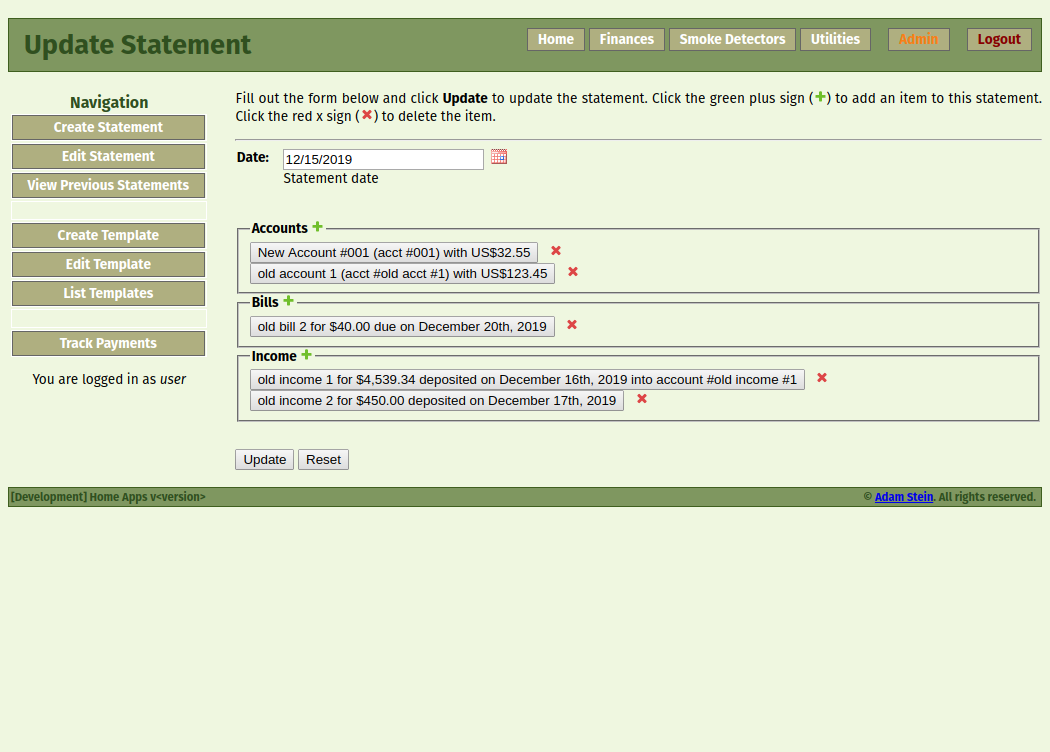 Update Statement
Home Finances Smoke Detectors Utilities Admin Logout
Navigation
Create Statement
Edit Statement
View Previous Statements
Create Template
Edit Template
List Templates
Track Payments
You are logged in as user
Fill out the form below and click Update to update the statement. Click the green plus sign (+) to add an item to this statement.
Click the red x sign (x) to delete the item.
Date: 12/15/2019
Statement date
Accounts
New Account #001 (acct #001) with US$32.55
old account 1 (acct #old acct #1) with US$123.45
Bills
old bill 2 for $40.00 due on December 20th, 2019
Income
old income 1 for $4,539.34 deposited on December 16th, 2019 into account #old income #1
old income 2 for $450.00 deposited on December 17th, 2019
Update Reset
[Development] Home Apps v<version>
© Adam Stein. All rights reserved.